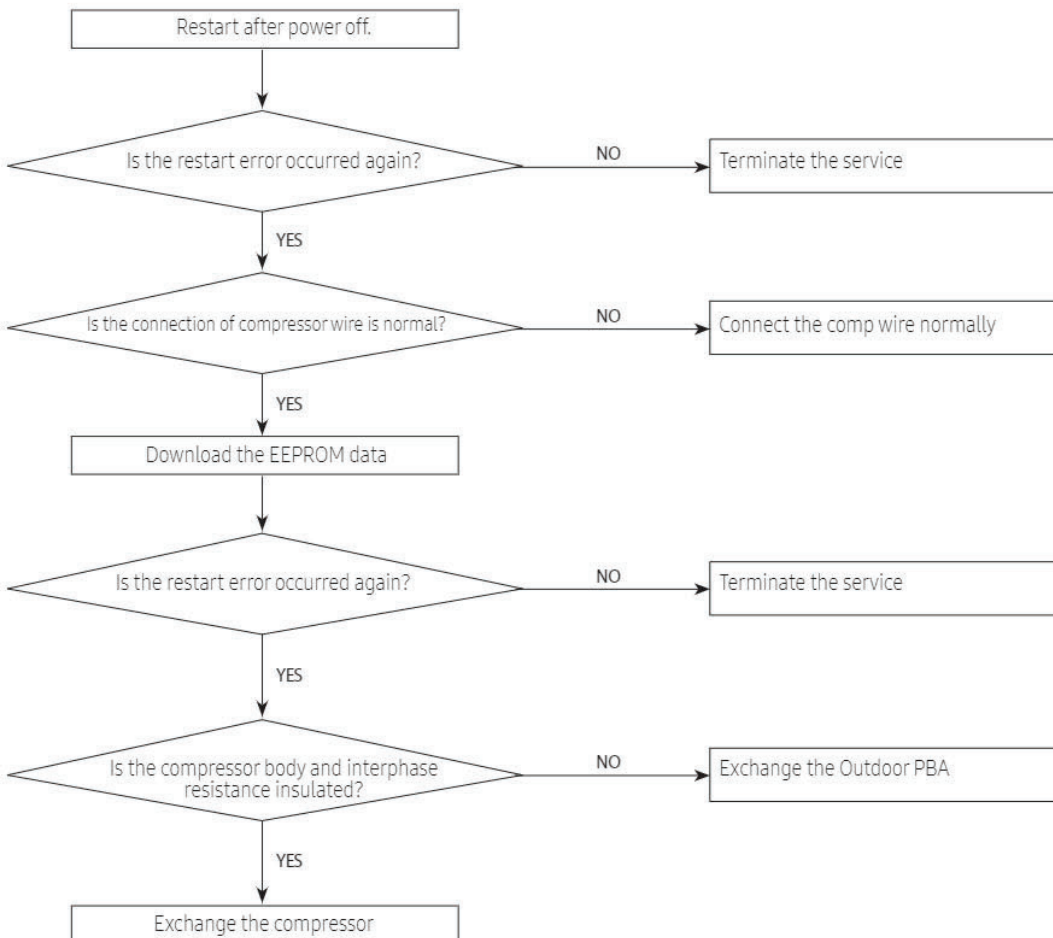 Restart after power off.
Is the restart error occurred again?
NO
Terminate the service
YES
Is the connection of compressor wire is normal?
NO
Connect the comp wire normally
YES
Download the EEPROM data
Is the restart error occurred again?
NO
Terminate the service
YES
Is the compressor body and interphase
resistance insulated?
NO
Exchange the Outdoor PBA
YES
Exchange the compressor